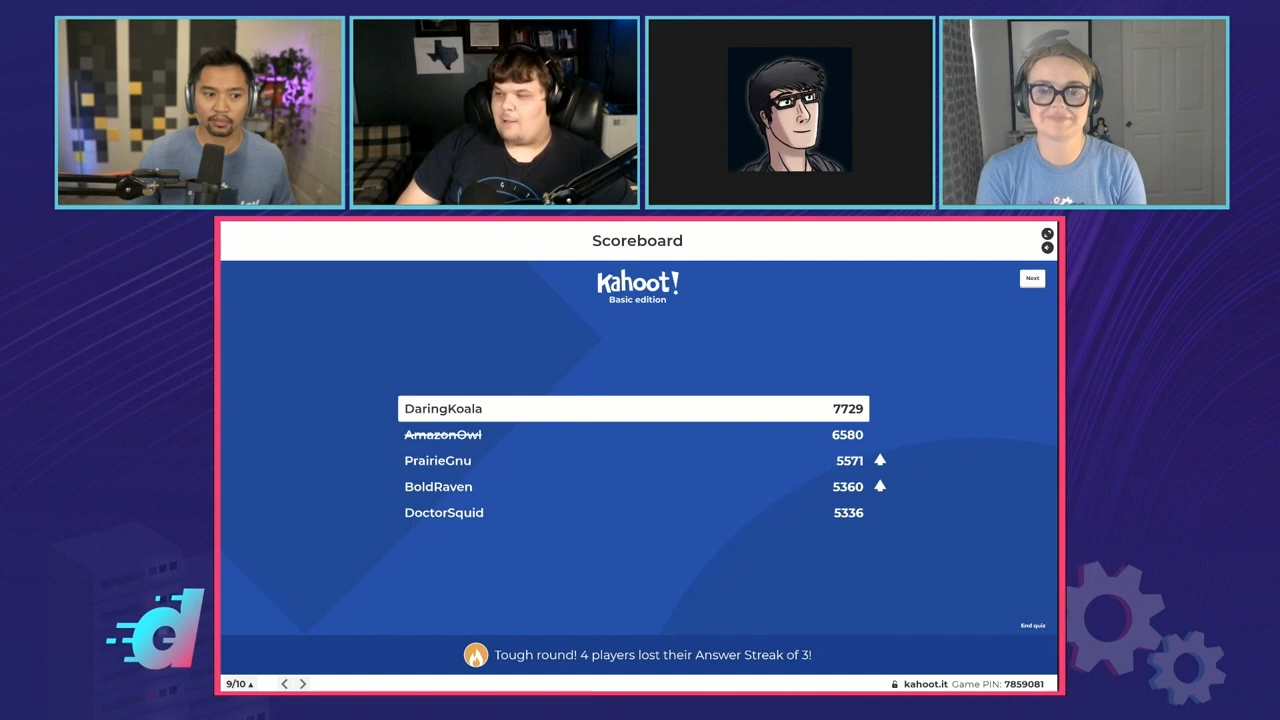 Scoreboard
Kahoot!
Basic edition
Next
DaringKoala 7729
AmazonOwl 6580
PrairieGnu 5571
BoldRaven 5360
DoctorSquid 5336
End quiz
d
Tough round! 4 players lost their Answer Streak of 3!
9/10
kahoot.it Game PIN: 7859081